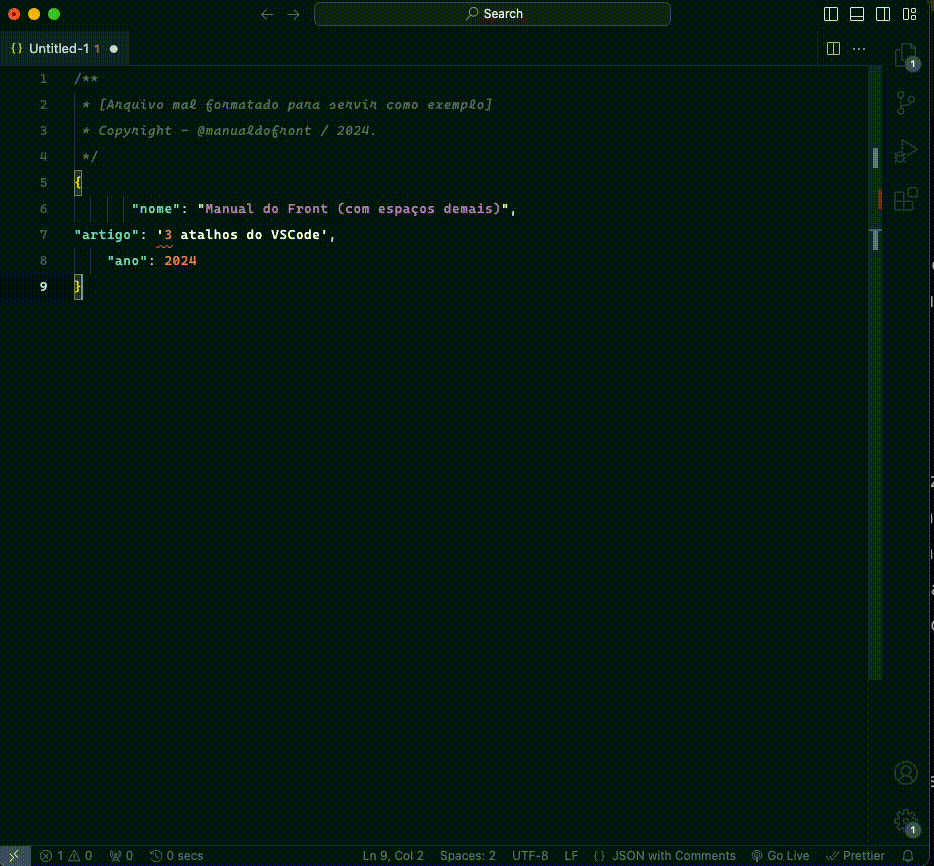 Search
{} Untitled-1 1
1
1 /**
2 * [Arquivo mal formatado para servir como exemplo]
3 * Copyright - @manualdofront / 2024.
4 */
5 {
6 "nome": "Manual do Front (com espaços demais)",
7 "artigo": '3 atalhos do VSCode',
8 "ano": 2024
9 }
1
1 0 0 0 secs Ln 9, Col 2 Spaces: 2 UTF-8 LF {} JSON with Comments Go Live Prettier